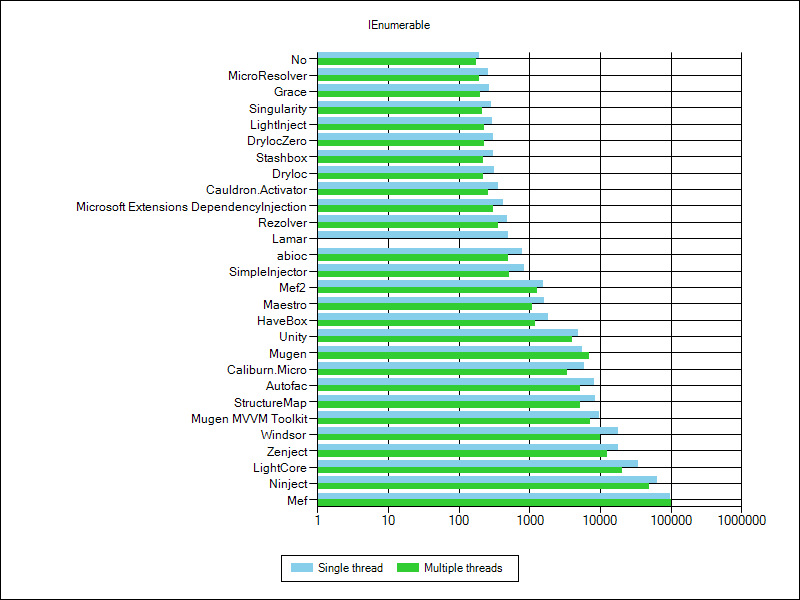 IEnumerable
No
MicroResolver
Grace
Singularity
LightInject
DryIocZero
Stashbox
DryIoc
Cauldron.Activator
Microsoft Extensions DependencyInjection
Rezolver
Lamar
abioc
SimpleInjector
Mef2
Maestro
HaveBox
Unity
Mugen
Caliburn.Micro
Autofac
StructureMap
Mugen MVVM Toolkit
Windsor
Zenject
LightCore
Ninject
Mef
1 10 100 1000 10000 100000 1000000
Single thread Multiple threads